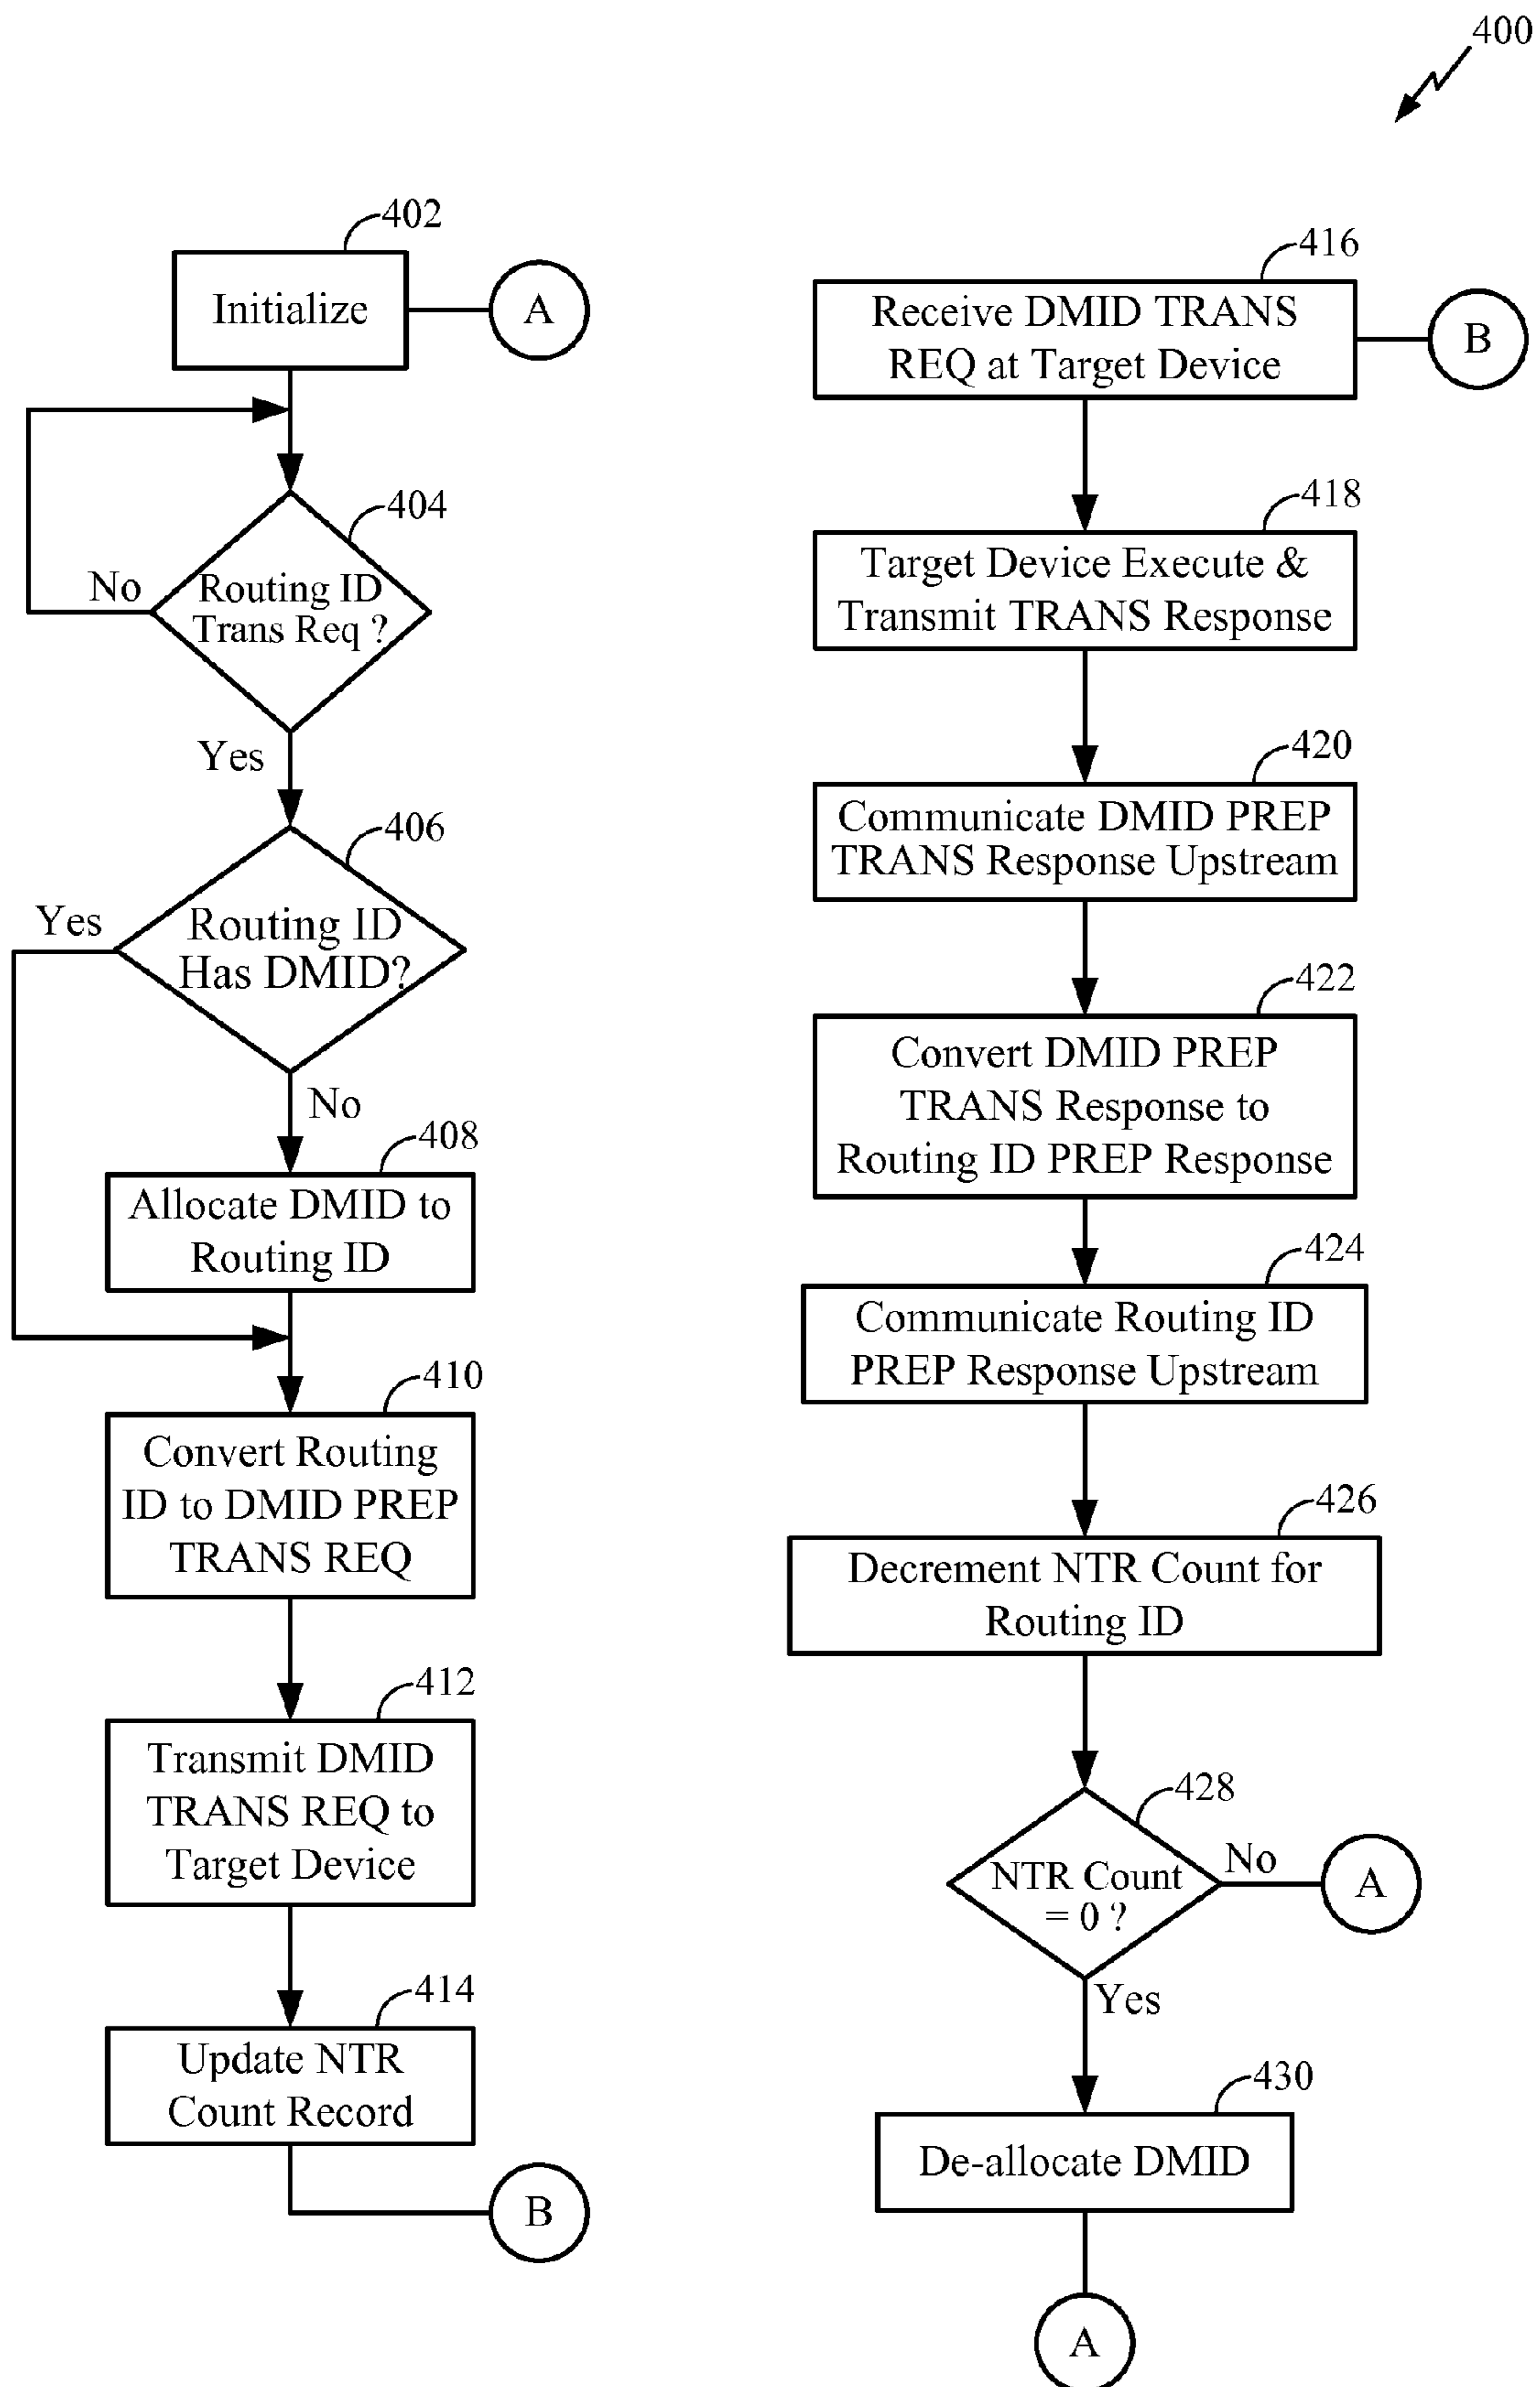 400
402
Initialize
A
404
No
Routing ID
Trans Req ?
Yes
406
Yes
Routing ID
Has DMID?
No
408
Allocate DMID to
Routing ID
410
Convert Routing
ID to DMID PREP
TRANS REQ
412
Transmit DMID
TRANS REQ to
Target Device
414
Update NTR
Count Record
B
416
Receive DMID TRANS
REQ at Target Device
B
418
Target Device Execute &
Transmit TRANS Response
420
Communicate DMID PREP
TRANS Response Upstream
422
Convert DMID PREP
TRANS Response to
Routing ID PREP Response
424
Communicate Routing ID
PREP Response Upstream
426
Decrement NTR Count for
Routing ID
428
NTR Count
= 0 ?
No
A
Yes
430
De-allocate DMID
A